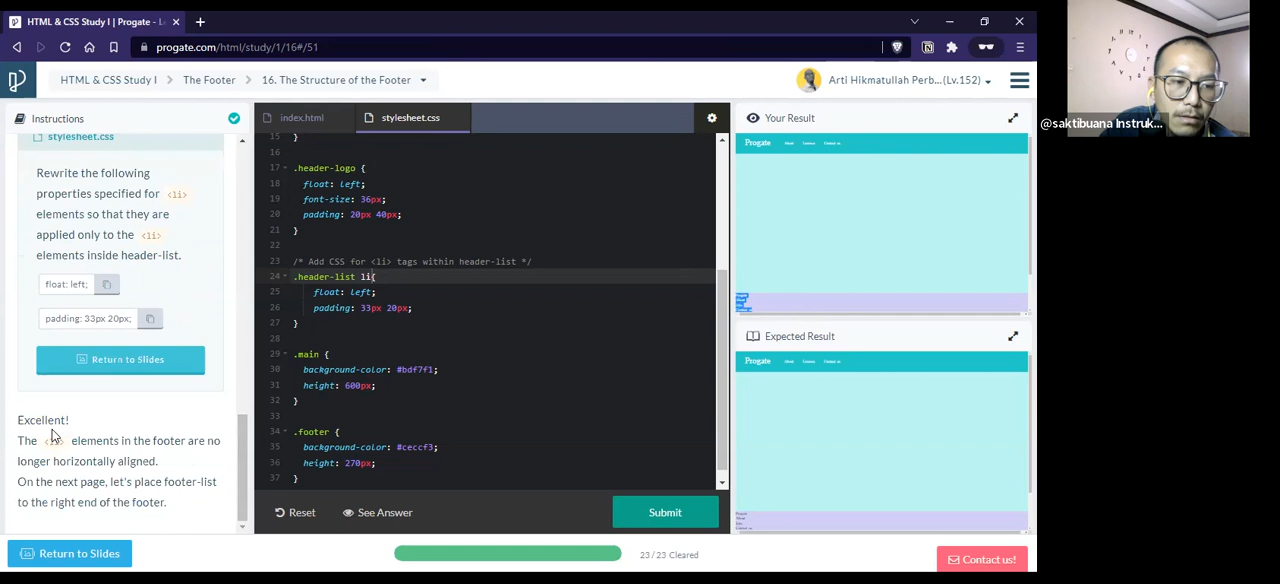 HTML & CSS Study I | Progate - Le
progate.com/html/study/1/16#/51
HTML & CSS Study I
The Footer
16. The Structure of the Footer
Arti Hikmatullah Perb...(Lv.152)
@saktibuana Instruk...
Instructions
stylesheet.css
Rewrite the following
properties specified for <li>
elements so that they are
applied only to the <li>
elements inside header-list.
float: left;
padding: 33px 20px;
Return to Slides
Excellent!
The elements in the footer are no
longer horizontally aligned.
On the next page, let's place footer-list
to the right end of the footer.
index.html
stylesheet.css
15 }
16
17 .header-logo {
18 float: left;
19 font-size: 36px;
20 padding: 20px 40px;
21 }
22
23 /* Add CSS for <li> tags within header-list */
24 .header-list li{
25 float: left;
26 padding: 33px 20px;
27 }
28
29 .main {
30 background-color: #bdf7f1;
31 height: 600px;
32 }
33
34 .footer {
35 background-color: #ceccf3;
36 height: 270px;
37 }
Reset
See Answer
Submit
Your Result
Progate
Expected Result
Progate
Return to Slides
23 / 23 Cleared
Contact us!